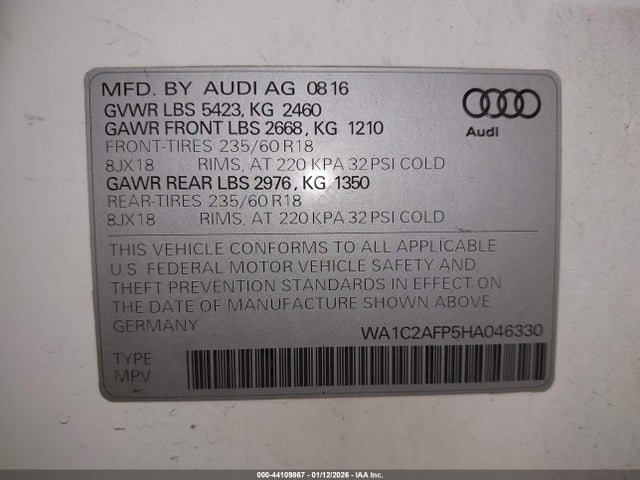 MFD. BY AUDI AG 08 16
GVWR LBS 5423, KG 2460
GAWR FRONT LBS 2668, KG 1210
FRONT-TIRES 235/60 R18
8JX18 RIMS, AT 220 KPA 32 PSI COLD
GAWR REAR LBS 2976, KG 1350
REAR-TIRES 235/60 R18
8JX18 RIMS, AT 220 KPA 32 PSI COLD
Audi
THIS VEHICLE CONFORMS TO ALL APPLICABLE
U.S. FEDERAL MOTOR VEHICLE SAFETY AND
THEFT PREVENTION STANDARDS IN EFFECT ON
THE DATE OF MANUFACTURE SHOWN ABOVE.
WA1C2AFP5HA046330
TYPE
MPV
000-44109867 - 01/12/2026 - IAA Inc.